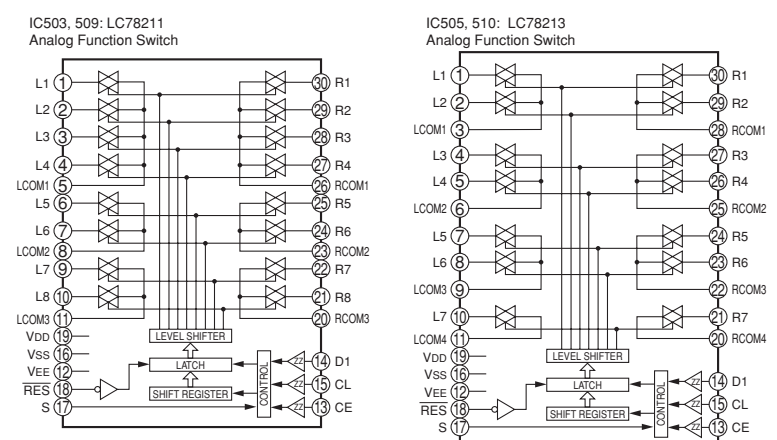 IC503, 509: LC78211
Analog Function Switch
L1 1 30 R1
L2 2 29 R2
L3 3 28 R3
L4 4 27 R4
LCOM1 5 26 RCOM1
L5 6 25 R5
L6 7 24 R6
LCOM2 8 23 RCOM2
L7 9 22 R7
L8 10 21 R8
LCOM3 11 20 RCOM3
VDD 19 LEVEL SHIFTER
VSS 16 LATCH ZZ 14 D1
VEE 12 CONTROL ZZ 15 CL
RES 18 SHIFT REGISTER
S 17 ZZ 13 CE
IC505, 510: LC78213
Analog Function Switch
L1 1 30 R1
L2 2 29 R2
LCOM1 3 28 RCOM1
L3 4 27 R3
L4 5 26 R4
LCOM2 6 25 RCOM2
L5 7 24 R5
L6 8 23 R6
LCOM3 9 22 RCOM3
L7 10 21 R7
LCOM4 11 20 RCOM4
VDD 19 LEVEL SHIFTER
VSS 16 LATCH ZZ 14 D1
VEE 12 CONTROL ZZ 15 CL
RES 18 SHIFT REGISTER
S 17 ZZ 13 CE